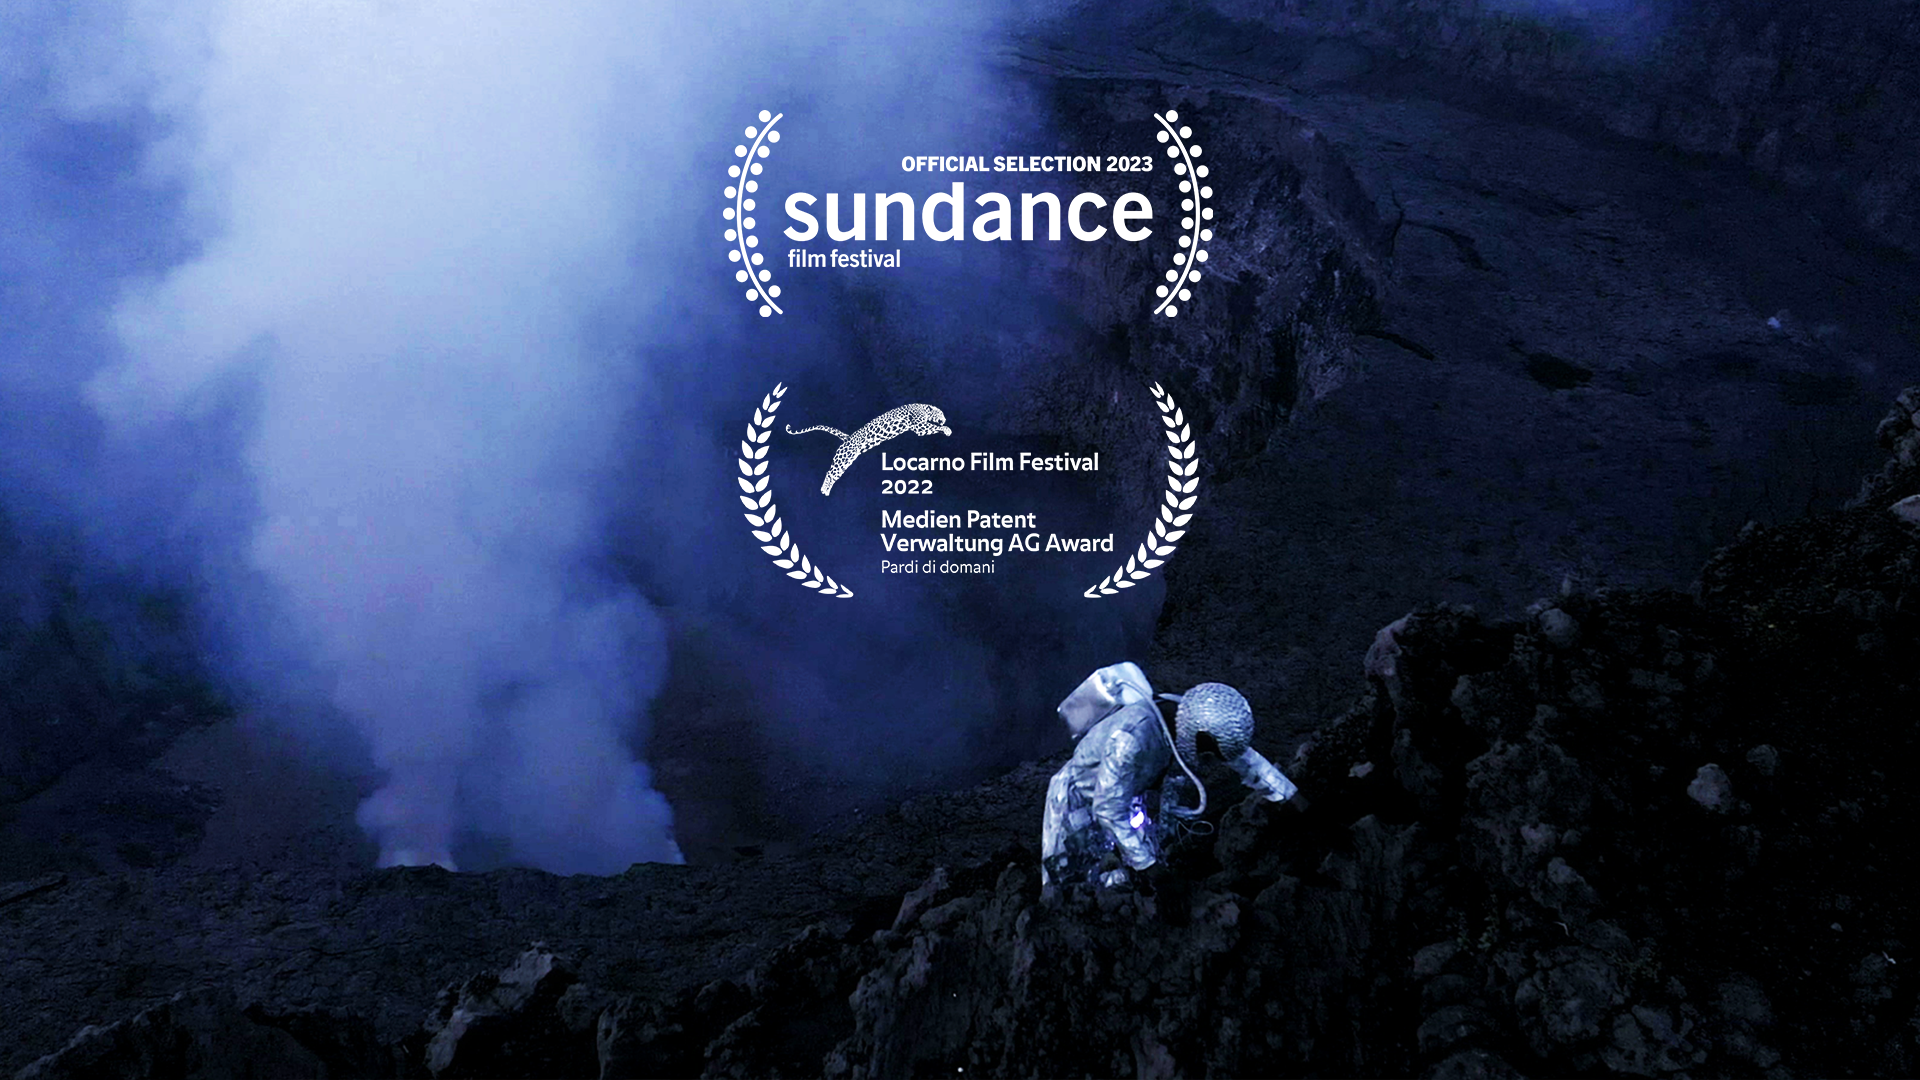 OFFICIAL SELECTION 2023
sundance
film festival
Locarno Film Festival
2022
Medien Patent
Verwaltung AG Award
Pardi di domani